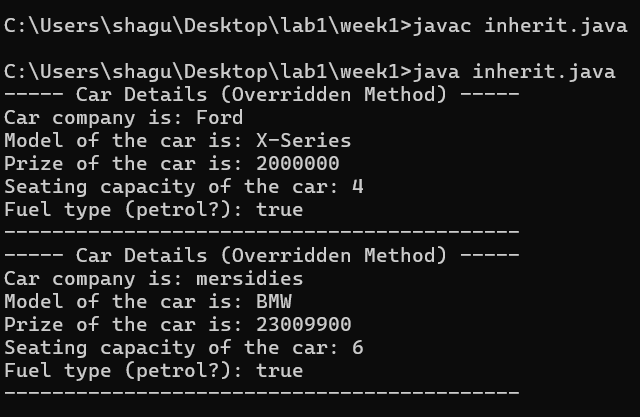 C:\Users\shagu\Desktop\lab1\week1>javac inherit.java
C:\Users\shagu\Desktop\lab1\week1>java inherit.java
----- Car Details (Overridden Method) -----
Car company is: Ford
Model of the car is: X-Series
Prize of the car is: 2000000
Seating capacity of the car: 4
Fuel type (petrol?): true
-------------------------------------------
----- Car Details (Overridden Method) -----
Car company is: mersidies
Model of the car is: BMW
Prize of the car is: 23009900
Seating capacity of the car: 6
Fuel type (petrol?): true
-------------------------------------------